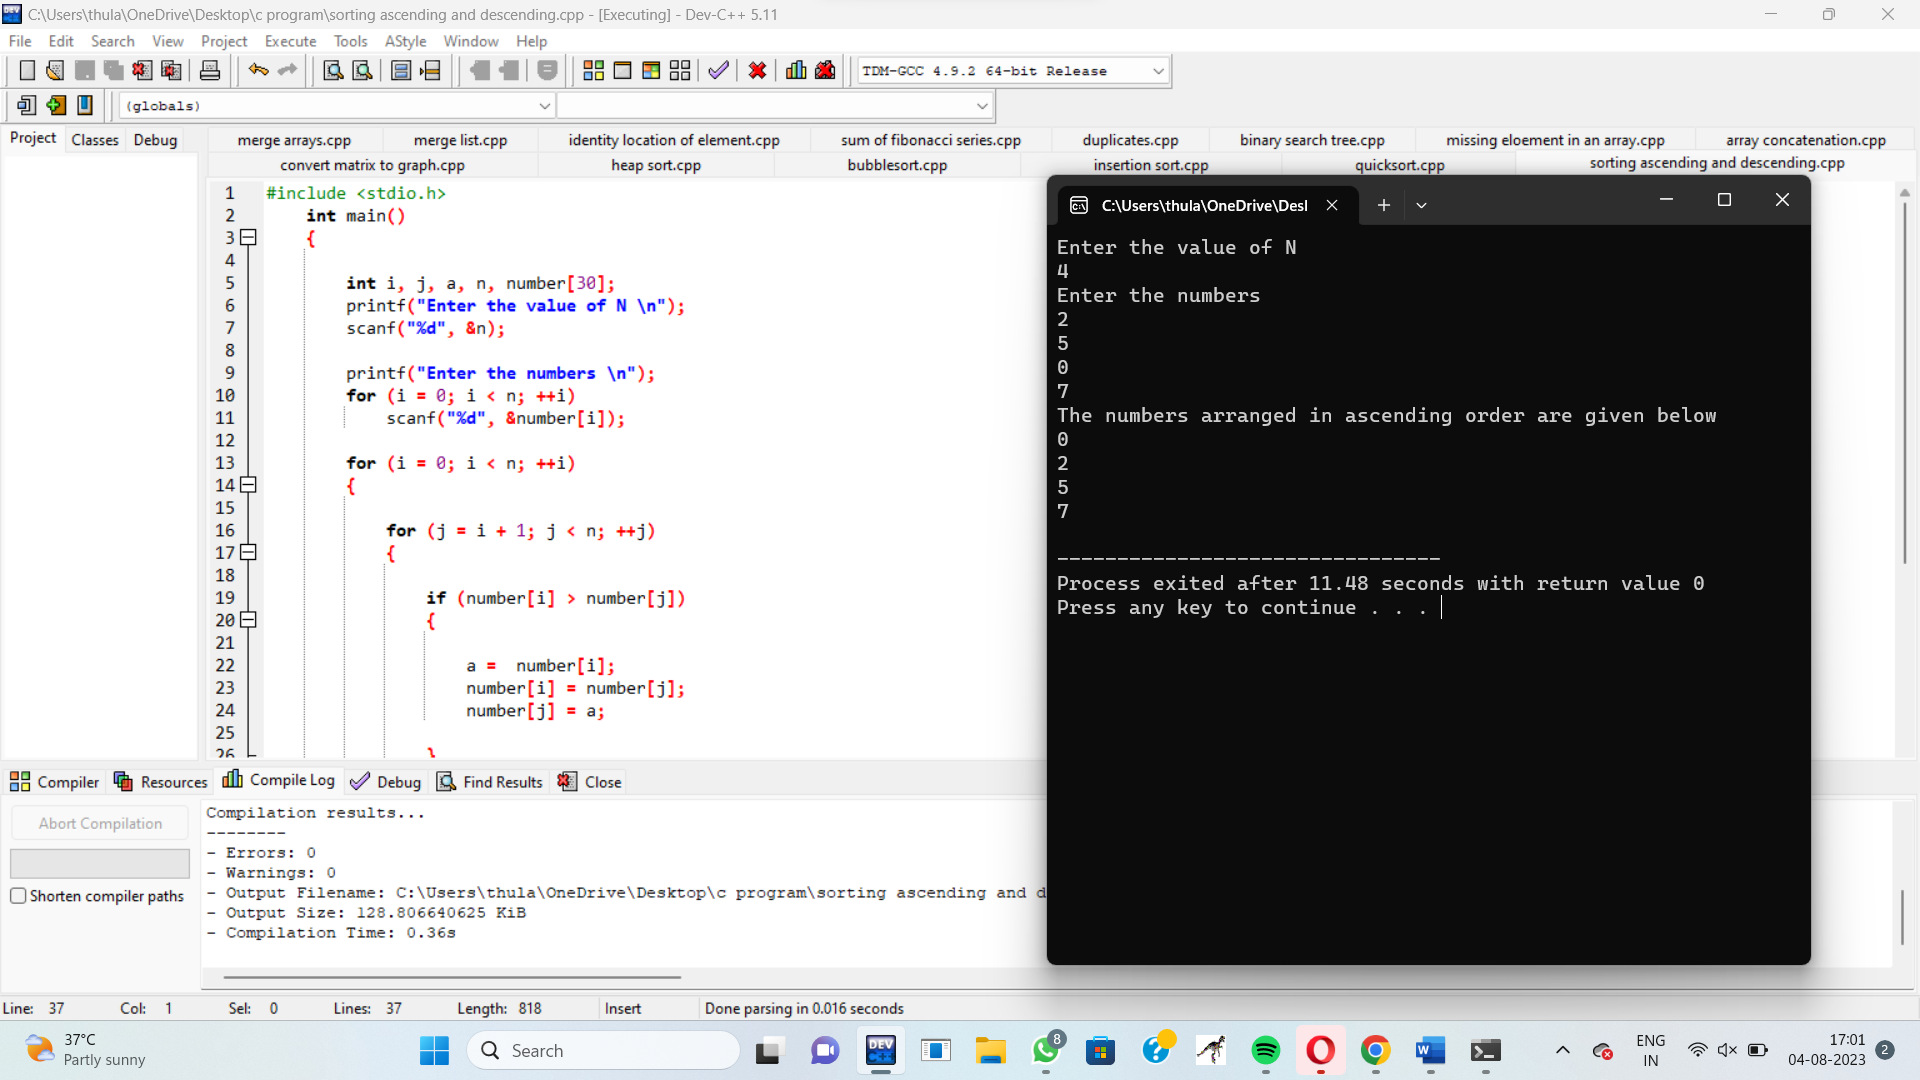 C:\Users\thula\OneDrive\Desktop\c program\sorting ascending and descending.cpp - [Executing] - Dev-C++ 5.11
File Edit Search View Project Execute Tools AStyle Window Help
TDM-GCC 4.9.2 64-bit Release
(globals)
Project Classes Debug
merge arrays.cpp merge list.cpp identity location of element.cpp sum of fibonacci series.cpp duplicates.cpp binary search tree.cpp missing eloement in an array.cpp array concatenation.cpp
convert matrix to graph.cpp heap sort.cpp bubblesort.cpp insertion sort.cpp quicksort.cpp sorting ascending and descending.cpp
1 #include <stdio.h>
2 int main()
3 {
4
5 int i, j, a, n, number[30];
6 printf("Enter the value of N \n");
7 scanf("%d", &n);
8
9 printf("Enter the numbers \n");
10 for (i = 0; i < n; ++i)
11 scanf("%d", &number[i]);
12
13 for (i = 0; i < n; ++i)
14 {
15
16 for (j = i + 1; j < n; ++j)
17 {
18
19 if (number[i] > number[j])
20 {
21
22 a =  number[i];
23 number[i] = number[j];
24 number[j] = a;
25
26 }
C:\Users\thula\OneDrive\Desl
Enter the value of N
4
Enter the numbers
2
5
0
7
The numbers arranged in ascending order are given below
0
2
5
7
--------------------------------
Process exited after 11.48 seconds with return value 0
Press any key to continue . . .
Compiler Resources Compile Log Debug Find Results Close
Abort Compilation
Shorten compiler paths
Compilation results...
--------
- Errors: 0
- Warnings: 0
- Output Filename: C:\Users\thula\OneDrive\Desktop\c program\sorting ascending and d
- Output Size: 128.806640625 KiB
- Compilation Time: 0.36s
Line: 37 Col: 1 Sel: 0 Lines: 37 Length: 818 Insert Done parsing in 0.016 seconds
37°C
Partly sunny
Search
DEV C++
8
ENG
IN
17:01
04-08-2023
2